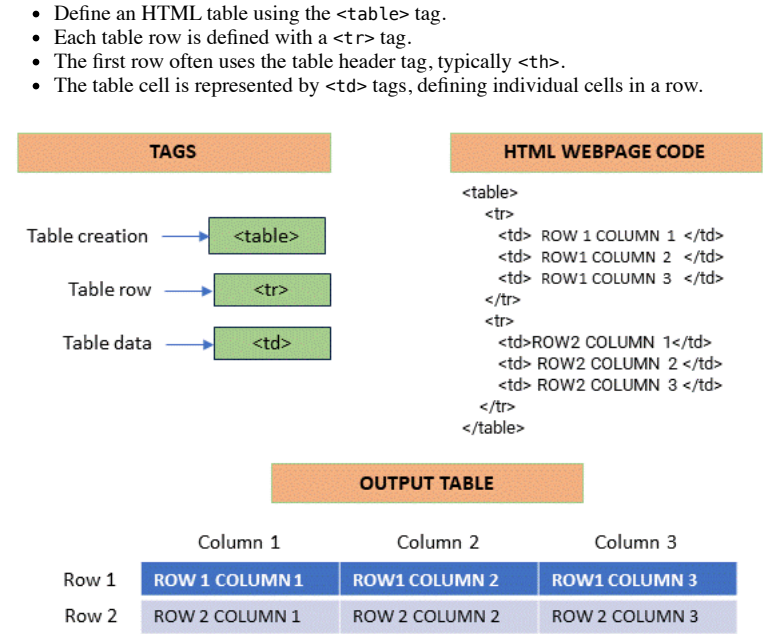 • Define an HTML table using the <table> tag.
• Each table row is defined with a <tr> tag.
• The first row often uses the table header tag, typically <th>.
• The table cell is represented by <td> tags, defining individual cells in a row.
TAGS
Table creation <table>
Table row <tr>
Table data <td>
HTML WEBPAGE CODE
<table>
<tr>
<td> ROW 1 COLUMN 1 </td>
<td> ROW1 COLUMN 2 </td>
<td> ROW1 COLUMN 3 </td>
</tr>
<tr>
<td>ROW2 COLUMN 1</td>
<td> ROW2 COLUMN 2 </td>
<td> ROW2 COLUMN 3 </td>
</tr>
</table>
OUTPUT TABLE
Column 1 Column 2 Column 3
Row 1 ROW 1 COLUMN 1 ROW1 COLUMN 2 ROW1 COLUMN 3
Row 2 ROW 2 COLUMN 1 ROW 2 COLUMN 2 ROW 2 COLUMN 3